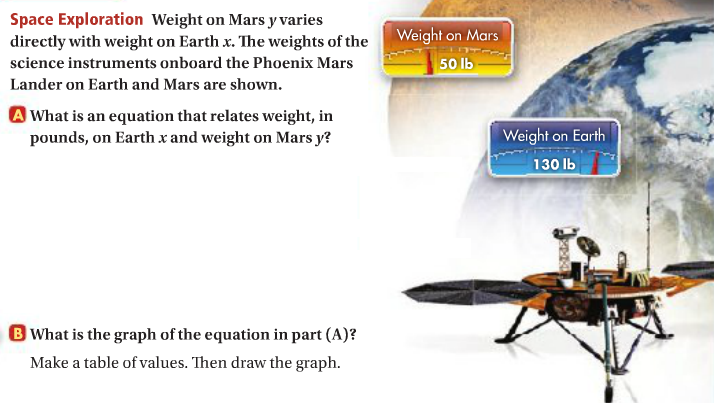 Space Exploration Weight on Mars y varies
directly with weight on Earth x. The weights of the
science instruments onboard the Phoenix Mars
Lander on Earth and Mars are shown.
A What is an equation that relates weight, in
pounds, on Earth x and weight on Mars y?
Weight on Mars
50 lb
Weight on Earth
130 lb
B What is the graph of the equation in part (A)?
Make a table of values. Then draw the graph.